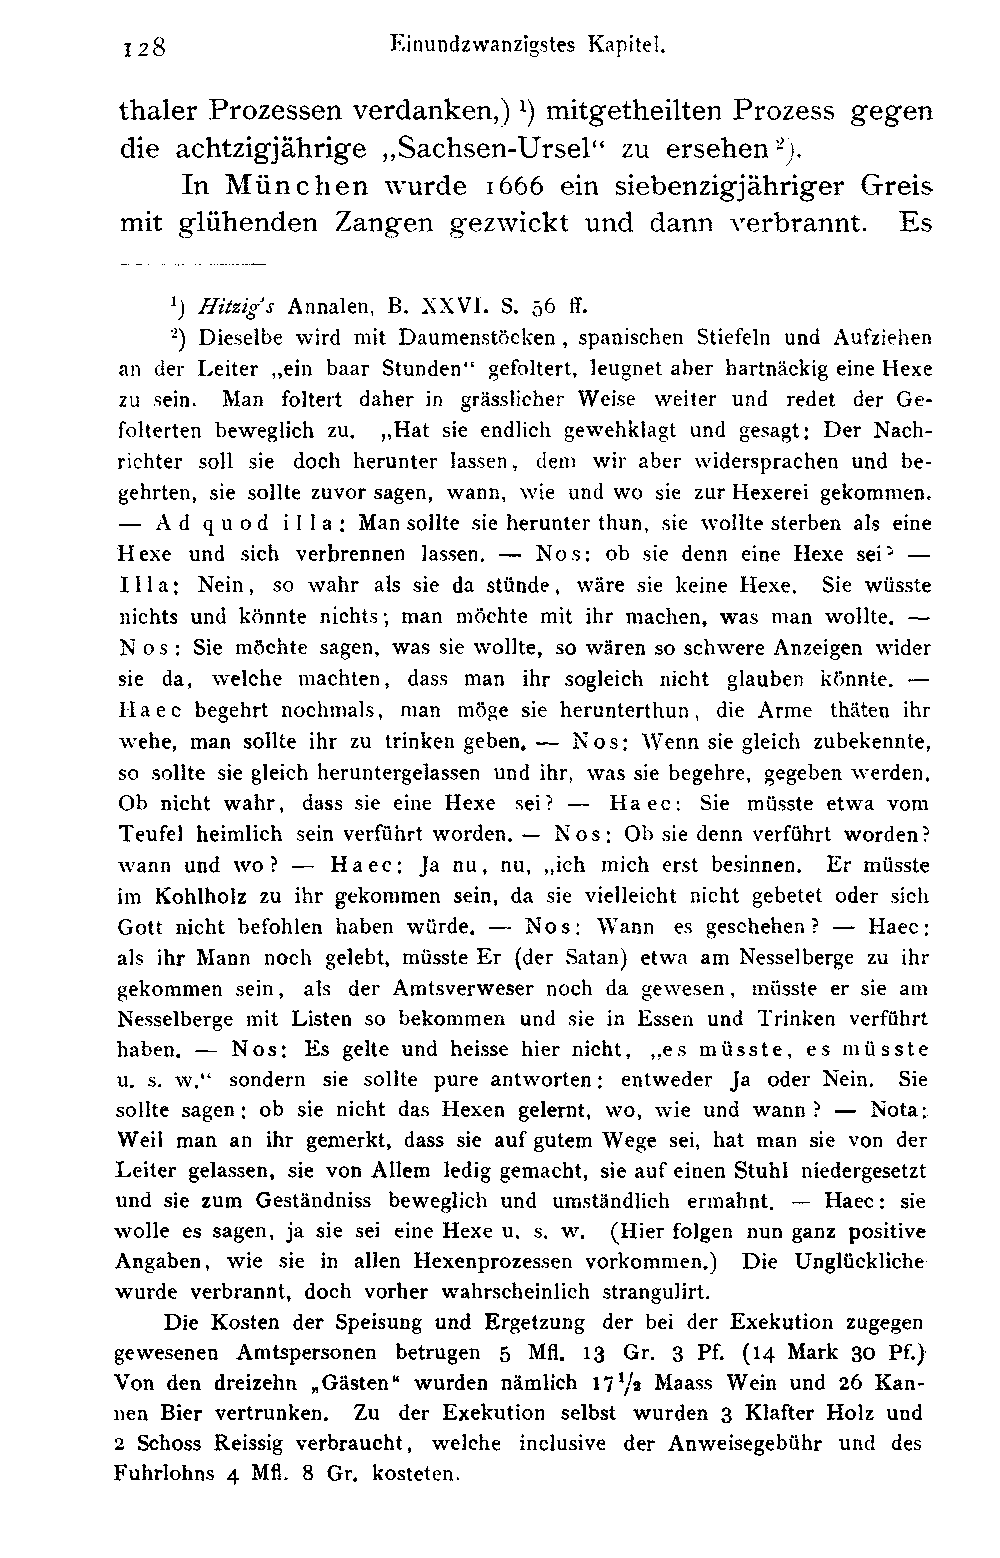 128 Einundzwanzigstes Kapitel.
thaler Prozessen verdanken,) ¹) mitgetheilten Prozess gegen
die achtzigjährige „Sachsen-Ursel“ zu ersehen ²).
In München wurde 1666 ein siebenzigjähriger Greis
mit glühenden Zangen gezwickt und dann verbrannt. Es
¹) Hitzig's Annalen, B. XXVI. S. 56 ff.
²) Dieselbe wird mit Daumenstöcken, spanischen Stiefeln und Aufziehen
an der Leiter „ein baar Stunden“ gefoltert, leugnet aber hartnäckig eine Hexe
zu sein. Man foltert daher in grässlicher Weise weiter und redet der Ge-
folterten beweglich zu. „Hat sie endlich gewehklagt und gesagt: Der Nach-
richter soll sie doch herunter lassen, dem wir aber widersprachen und be-
gehrten, sie sollte zuvor sagen, wann, wie und wo sie zur Hexerei gekommen.
— Ad quod illa: Man sollte sie herunter thun, sie wollte sterben als eine
Hexe und sich verbrennen lassen. — Nos: ob sie denn eine Hexe sei? —
Illa: Nein, so wahr als sie da stünde, wäre sie keine Hexe. Sie wüsste
nichts und könnte nichts; man möchte mit ihr machen, was man wollte. —
Nos: Sie möchte sagen, was sie wollte, so wären so schwere Anzeigen wider
sie da, welche machten, dass man ihr sogleich nicht glauben könnte. —
Haec begehrt nochmals, man möge sie herunterthun, die Arme thäten ihr
wehe, man sollte ihr zu trinken geben. — Nos: Wenn sie gleich zubekennte,
so sollte sie gleich heruntergelassen und ihr, was sie begehre, gegeben werden.
Ob nicht wahr, dass sie eine Hexe sei? — Haec: Sie müsste etwa vom
Teufel heimlich sein verführt worden. — Nos: Ob sie denn verführt worden?
wann und wo? — Haec: Ja nu, nu, „ich mich erst besinnen. Er müsste
im Kohlholz zu ihr gekommen sein, da sie vielleicht nicht gebetet oder sich
Gott nicht befohlen haben würde. — Nos: Wann es geschehen? — Haec:
als ihr Mann noch gelebt, müsste Er (der Satan) etwa am Nesselberge zu ihr
gekommen sein, als der Amtsverweser noch da gewesen, müsste er sie am
Nesselberge mit Listen so bekommen und sie in Essen und Trinken verführt
haben. — Nos: Es gelte und heisse hier nicht, „es müsste, es müsste
u. s. w.“ sondern sie sollte pure antworten: entweder Ja oder Nein. Sie
sollte sagen: ob sie nicht das Hexen gelernt, wo, wie und wann? — Nota:
Weil man an ihr gemerkt, dass sie auf gutem Wege sei, hat man sie von der
Leiter gelassen, sie von Allem ledig gemacht, sie auf einen Stuhl niedergesetzt
und sie zum Geständniss beweglich und umständlich ermahnt. — Haec: sie
wolle es sagen, ja sie sei eine Hexe u. s. w. (Hier folgen nun ganz positive
Angaben, wie sie in allen Hexenprozessen vorkommen.) Die Unglückliche
wurde verbrannt, doch vorher wahrscheinlich strangulirt.
Die Kosten der Speisung und Ergetzung der bei der Exekution zugegen
gewesenen Amtspersonen betrugen 5 Mfl. 13 Gr. 3 Pf. (14 Mark 30 Pf.)
Von den dreizehn „Gästen“ wurden nämlich 17½ Maass Wein und 26 Kan-
nen Bier vertrunken. Zu der Exekution selbst wurden 3 Klafter Holz und
2 Schoss Reissig verbraucht, welche inclusive der Anweisegebühr und des
Fuhrlohns 4 Mfl. 8 Gr. kosteten.